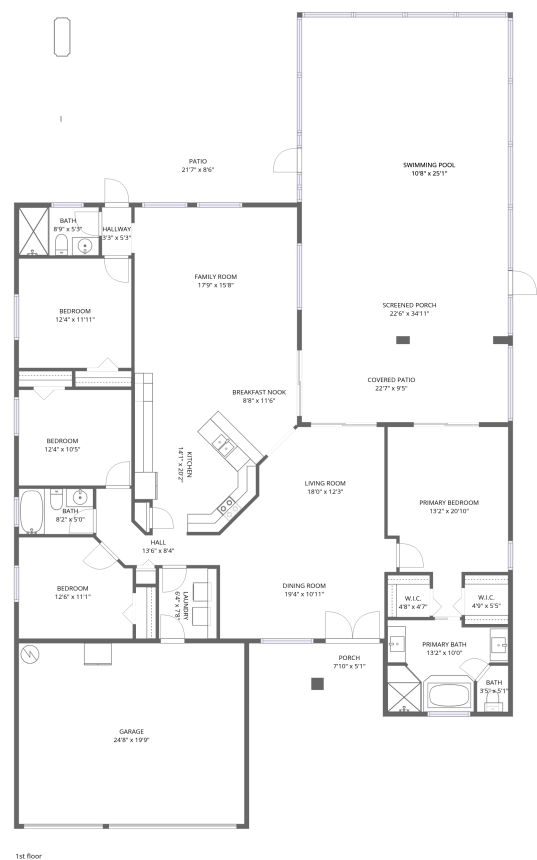 PATIO
21'7" x 8'6"
SWIMMING POOL
10'8" x 25'1"
BATH
8'9" x 5'3"
HALLWAY
3'3" x 5'3"
FAMILY ROOM
17'9" x 15'8"
BEDROOM
12'4" x 11'11"
SCREENED PORCH
22'6" x 34'11"
COVERED PATIO
22'7" x 9'5"
BREAKFAST NOOK
8'8" x 11'6"
BEDROOM
12'4" x 10'5"
KITCHEN
14'1" x 20'2"
LIVING ROOM
18'0" x 12'3"
PRIMARY BEDROOM
13'2" x 20'10"
BATH
8'2" x 5'0"
HALL
13'6" x 8'4"
BEDROOM
12'6" x 11'1"
LAUNDRY
6'4" x 7'8"
DINING ROOM
19'4" x 10'11"
W.I.C.
4'8" x 4'7"
W.I.C.
4'9" x 5'5"
PRIMARY BATH
13'2" x 10'0"
PORCH
7'10" x 5'1"
BATH
3'5" x 5'1"
GARAGE
24'8" x 19'9"
1st floor